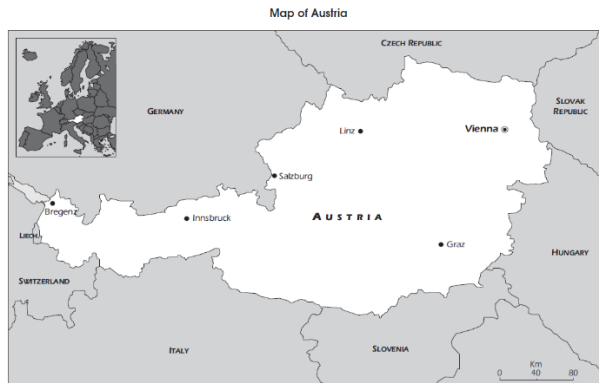 Map of Austria
CZECH REPUBLIC
GERMANY
SLOVAK
REPUBLIC
Linz
Vienna
Salzburg
Bregenz
Innsbruck
AUSTRIA
LIECH.
Graz
HUNGARY
SWITZERLAND
ITALY
SLOVENIA
Km
0 40 80